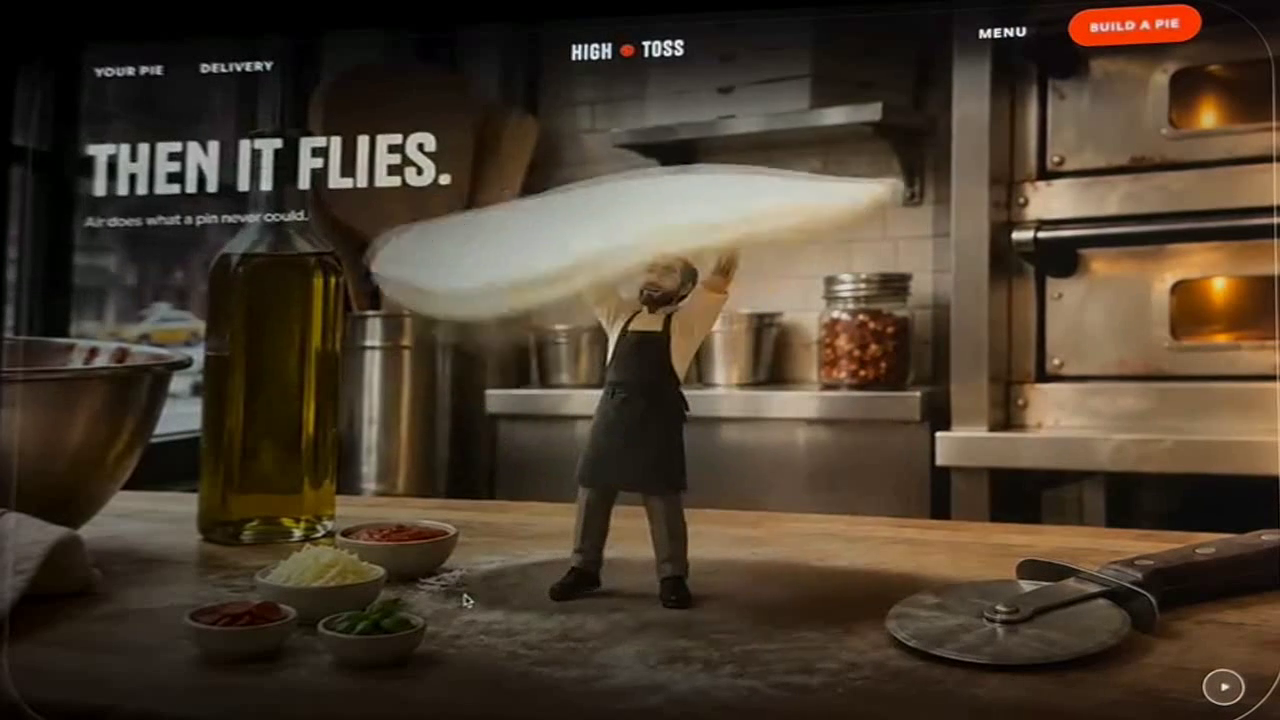 YOUR PIE
DELIVERY
HIGH TOSS
MENU
BUILD A PIE
THEN IT FLIES.
Air does what a pin never could.